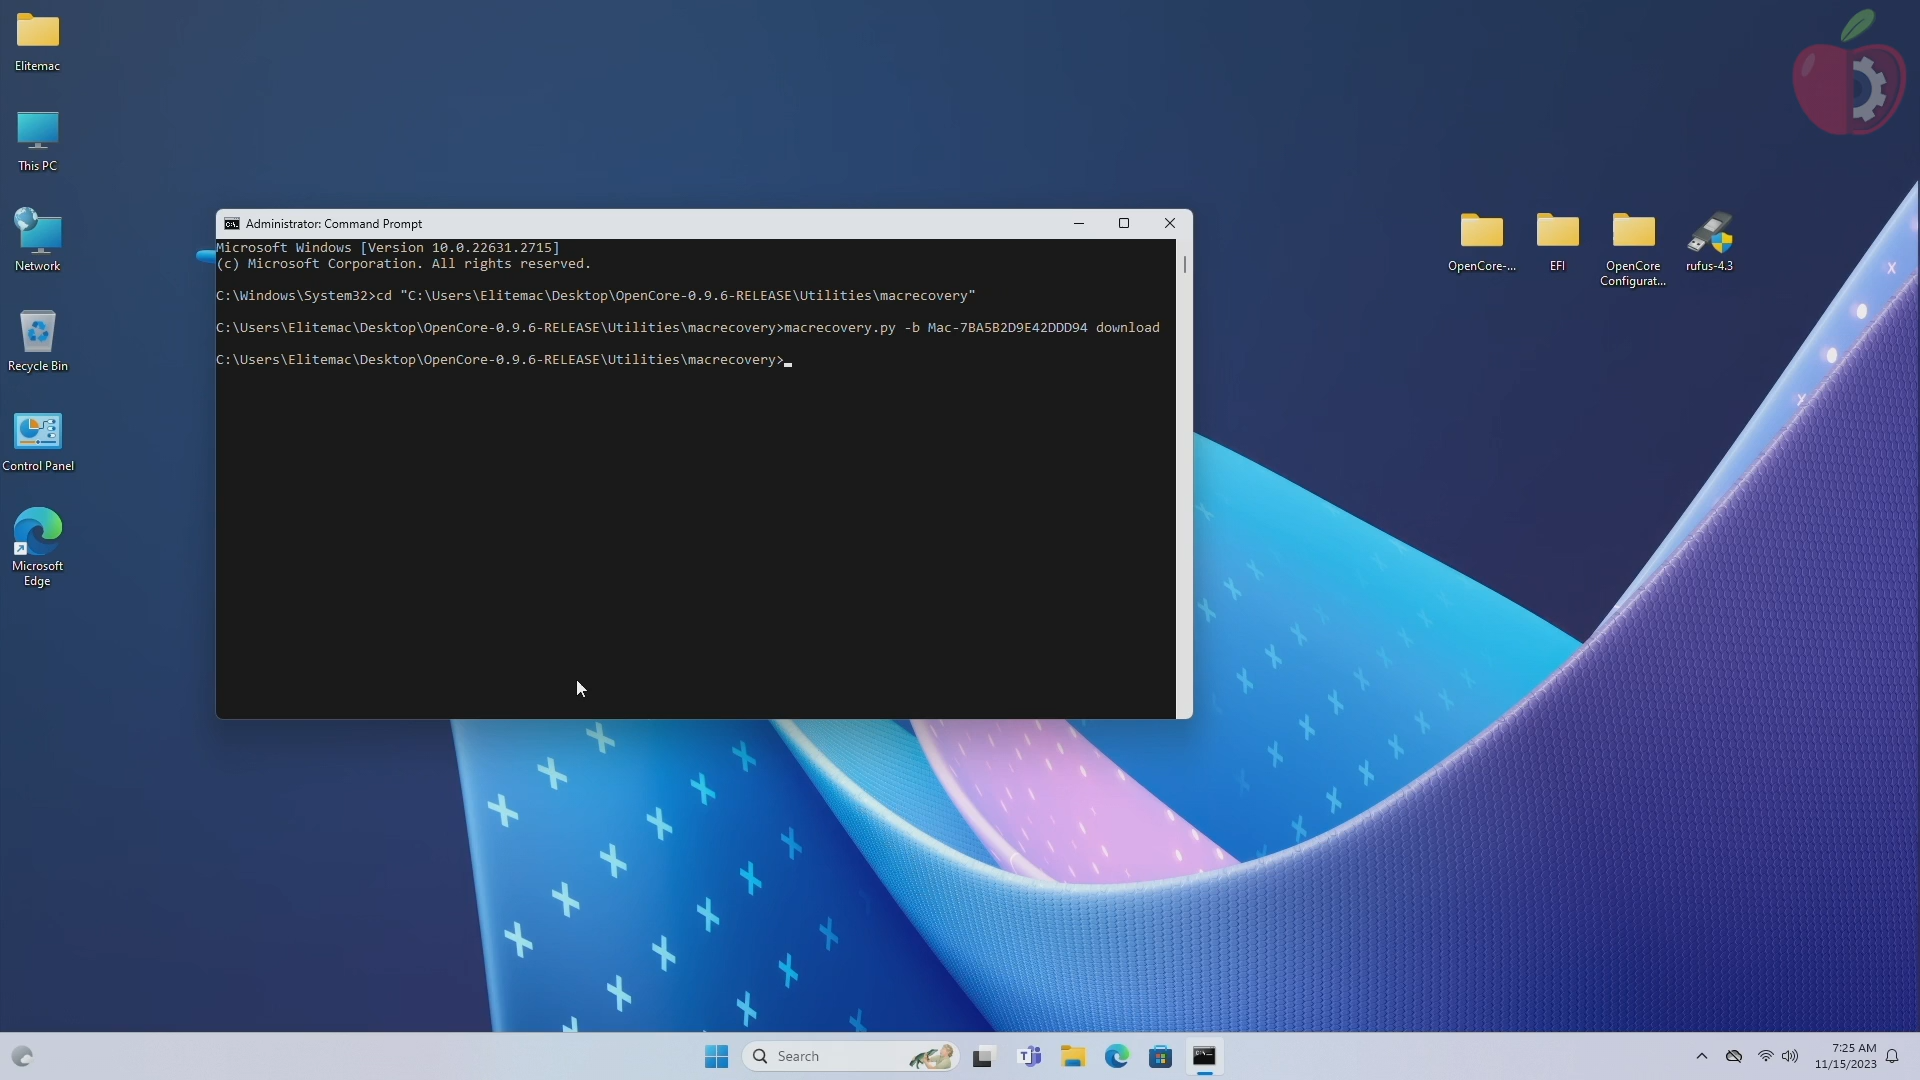 Elitemac
This PC
Network
Recycle Bin
Control Panel
Microsoft
Edge
Administrator: Command Prompt
Microsoft Windows [Version 10.0.22631.2715]
(c) Microsoft Corporation. All rights reserved.
C:\Windows\System32>cd "C:\Users\Elitemac\Desktop\OpenCore-0.9.6-RELEASE\Utilities\macrecovery"
C:\Users\Elitemac\Desktop\OpenCore-0.9.6-RELEASE\Utilities\macrecovery>macrecovery.py -b Mac-7BA5B2D9E42DDD94 download
C:\Users\Elitemac\Desktop\OpenCore-0.9.6-RELEASE\Utilities\macrecovery>
OpenCore-...
EFI
OpenCore
Configurat...
rufus-4.3
Search
7:25 AM
11/15/2023